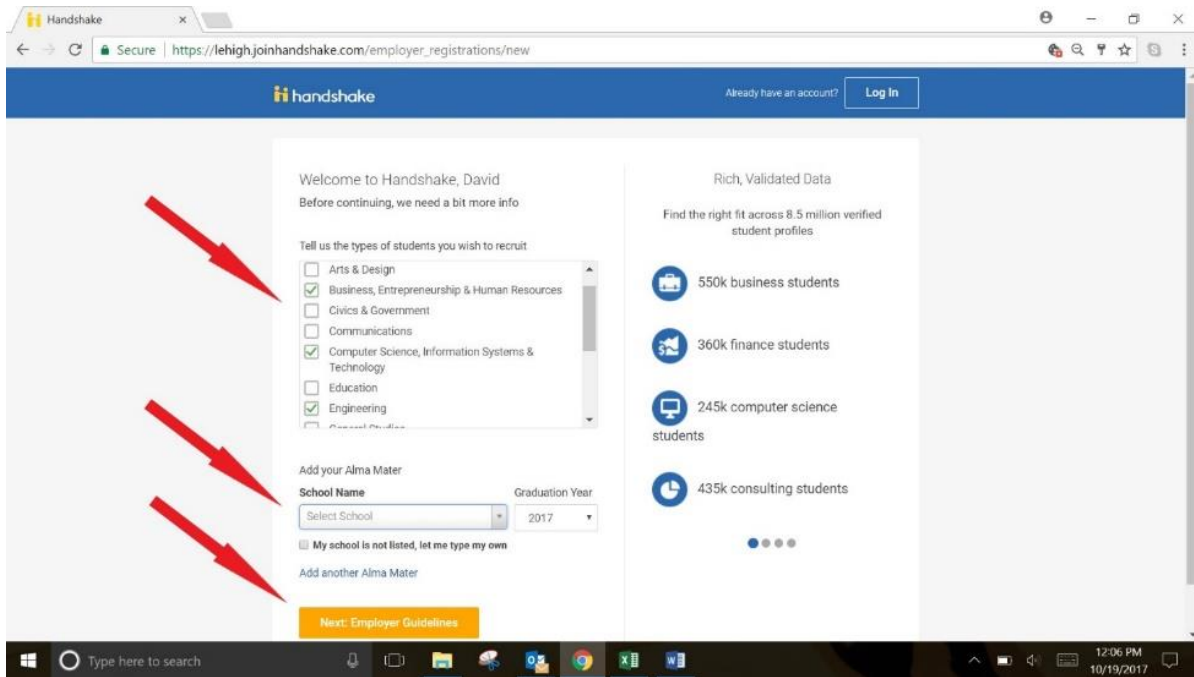 Handshake
Secure | https://lehigh.joinhandshake.com/employer_registrations/new
handshake
Already have an account?
Log In
Welcome to Handshake, David
Before continuing, we need a bit more info
Tell us the types of students you wish to recruit
Arts & Design
Business, Entrepreneurship & Human Resources
Civics & Government
Communications
Computer Science, Information Systems &
Technology
Education
Engineering
General Studies
Add your Alma Mater
School Name
Graduation Year
Select School
2017
My school is not listed, let me type my own
Add another Alma Mater
Next: Employer Guidelines
Rich, Validated Data
Find the right fit across 8.5 million verified
student profiles
550k business students
360k finance students
245k computer science
students
435k consulting students
Type here to search
12:06 PM
10/19/2017